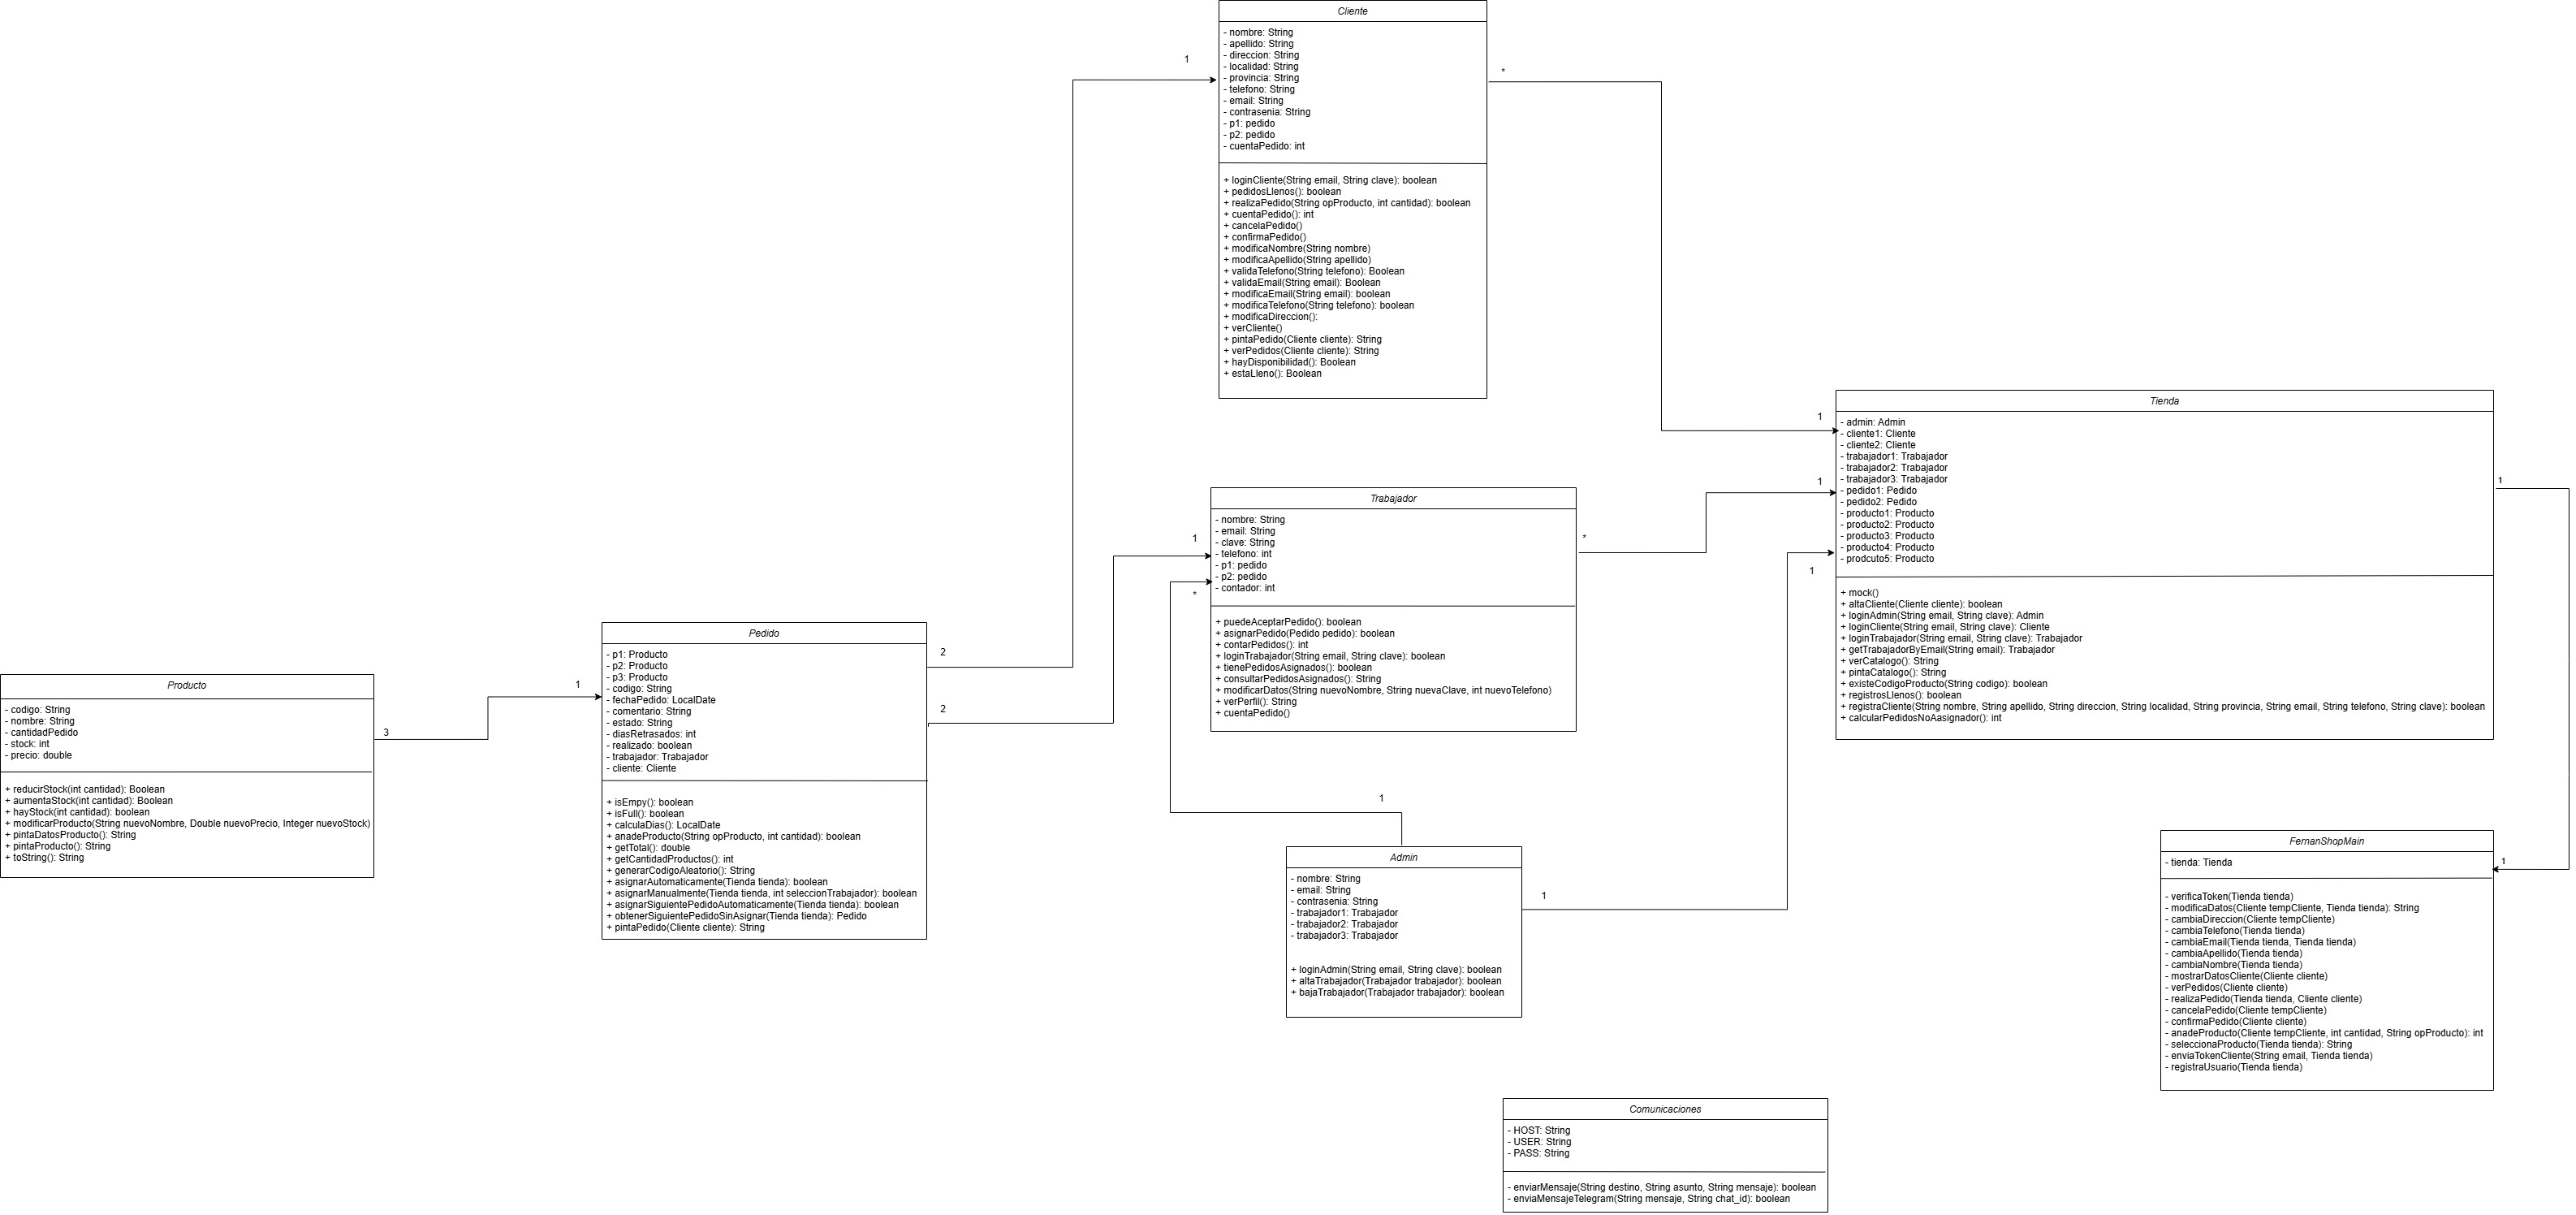 Cliente
- nombre: String
- apellido: String
- direccion: String
- localidad: String
- provincia: String
- telefono: String
- email: String
- contrasenia: String
- p1: pedido
- p2: pedido
- cuentaPedido: int
+ loginCliente(String email, String clave): boolean
+ pedidosLlenos(): boolean
+ realizaPedido(String opProducto, int cantidad): boolean
+ cuentaPedido(): int
+ cancelaPedido()
+ confirmaPedido()
+ modificaNombre(String nombre)
+ modificaApellido(String apellido)
+ validaTelefono(String telefono): Boolean
+ validaEmail(String email): Boolean
+ modificaEmail(String email): boolean
+ modificaTelefono(String telefono): boolean
+ modificaDireccion():
+ verCliente()
+ pintaPedido(Cliente cliente): String
+ verPedidos(Cliente cliente): String
+ hayDisponibilidad(): Boolean
+ estaLleno(): Boolean
1
*
Tienda
- admin: Admin
- cliente1: Cliente
- cliente2: Cliente
- trabajador1: Trabajador
- trabajador2: Trabajador
- trabajador3: Trabajador
- pedido1: Pedido
- pedido2: Pedido
- producto1: Producto
- producto2: Producto
- producto3: Producto
- producto4: Producto
- prodcuto5: Producto
+ mock()
+ altaCliente(Cliente cliente): boolean
+ loginAdmin(String email, String clave): Admin
+ loginCliente(String email, String clave): Cliente
+ loginTrabajador(String email, String clave): Trabajador
+ getTrabajadorByEmail(String email): Trabajador
+ verCatalogo(): String
+ pintaCatalogo(): String
+ existeCodigoProducto(String codigo): boolean
+ registrosLlenos(): boolean
+ registraCliente(String nombre, String apellido, String direccion, String localidad, String provincia, String email, String telefono, String clave): boolean
+ calcularPedidosNoAasignador(): int
1
1
1
1
Trabajador
- nombre: String
- email: String
- clave: String
- telefono: int
- p1: pedido
- p2: pedido
- contador: int
+ puedeAceptarPedido(): boolean
+ asignarPedido(Pedido pedido): boolean
+ contarPedidos(): int
+ loginTrabajador(String email, String clave): boolean
+ tienePedidosAsignados(): boolean
+ consultarPedidosAsignados(): String
+ modificarDatos(String nuevoNombre, String nuevaClave, int nuevoTelefono)
+ verPerfil(): String
+ cuentaPedido()
1
*
*
Pedido
- p1: Producto
- p2: Producto
- p3: Producto
- codigo: String
- fechaPedido: LocalDate
- comentario: String
- estado: String
- diasRetrasados: int
- realizado: boolean
- trabajador: Trabajador
- cliente: Cliente
+ isEmpy(): boolean
+ isFull(): boolean
+ calculaDias(): LocalDate
+ anadeProducto(String opProducto, int cantidad): boolean
+ getTotal(): double
+ getCantidadProductos(): int
+ generarCodigoAleatorio(): String
+ asignarAutomaticamente(Tienda tienda): boolean
+ asignarManualmente(Tienda tienda, int seleccionTrabajador): boolean
+ asignarSiguientePedidoAutomaticamente(Tienda tienda): boolean
+ obtenerSiguientePedidoSinAsignar(Tienda tienda): Pedido
+ pintaPedido(Cliente cliente): String
1
2
2
Producto
- codigo: String
- nombre: String
- cantidadPedido
- stock: int
- precio: double
+ reducirStock(int cantidad): Boolean
+ aumentaStock(int cantidad): Boolean
+ hayStock(int cantidad): boolean
+ modificarProducto(String nuevoNombre, Double nuevoPrecio, Integer nuevoStock)
+ pintaDatosProducto(): String
+ pintaProducto(): String
+ toString(): String
3
1
Admin
- nombre: String
- email: String
- contrasenia: String
- trabajador1: Trabajador
- trabajador2: Trabajador
- trabajador3: Trabajador
+ loginAdmin(String email, String clave): boolean
+ altaTrabajador(Trabajador trabajador): boolean
+ bajaTrabajador(Trabajador trabajador): boolean
1
FernanShopMain
- tienda: Tienda
- verificaToken(Tienda tienda)
- modificaDatos(Cliente tempCliente, Tienda tienda): String
- cambiaDireccion(Cliente tempCliente)
- cambiaTelefono(Tienda tienda)
- cambiaEmail(Tienda tienda, Tienda tienda)
- cambiaApellido(Tienda tienda)
- cambiaNombre(Tienda tienda)
- mostrarDatosCliente(Cliente cliente)
- verPedidos(Cliente cliente)
- realizaPedido(Tienda tienda, Cliente cliente)
- cancelaPedido(Cliente tempCliente)
- confirmaPedido(Cliente cliente)
- anadeProducto(Cliente tempCliente, int cantidad, String opProducto): int
- seleccionaProducto(Tienda tienda): String
- enviaTokenCliente(String email, Tienda tienda)
- registraUsuario(Tienda tienda)
1
Comunicaciones
- HOST: String
- USER: String
- PASS: String
- enviarMensaje(String destino, String asunto, String mensaje): boolean
- enviaMensajeTelegram(String mensaje, String chat_id): boolean